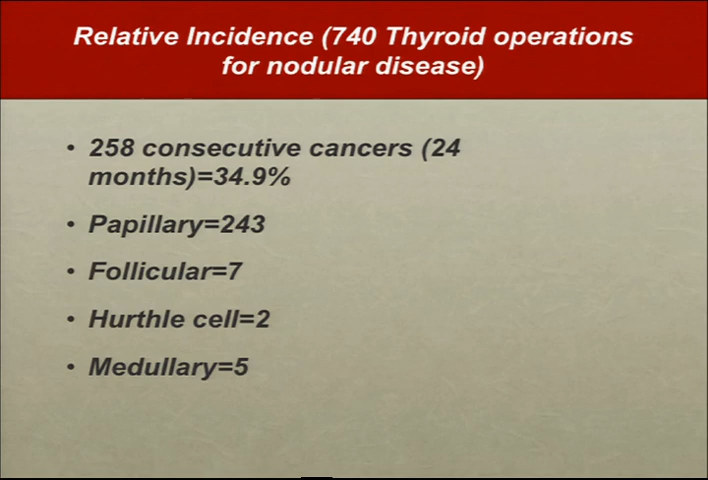 Relative Incidence (740 Thyroid operations
for nodular disease)
• 258 consecutive cancers (24
months)=34.9%
• Papillary=243
• Follicular=7
• Hurthle cell=2
• Medullary=5